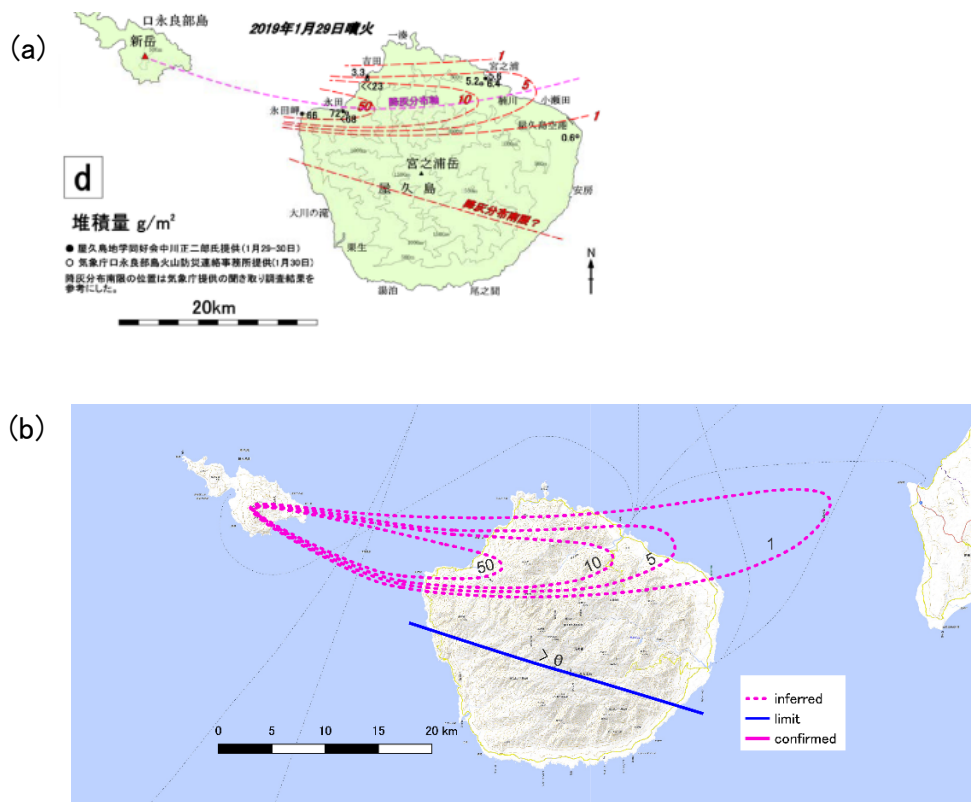 (a)
口永良部島
新岳
2019年1月29日噴火
一湊
吉田
1
3.3
<<23
宮之浦
5.8
5.2
6.4
5
永田
50
降灰分布軸
10
楠川
小瀬田
永田岬
66
72
<68
屋久島空港
1
0.6
宮之浦岳
屋久島
安房
d
大川の滝
降灰分布南限?
堆積量 g/m²
栗生
●屋久島地学同好会中川正二郎氏提供(1月29-30日)
○気象庁口永良部島火山防災連絡事務所提供(1月30日)
降灰分布南限の位置は気象庁提供の聞き取り調査結果を
参考にした。
湯泊
尾之間
N
20km
(b)
50
10
5
1
>0
inferred
limit
confirmed
0 5 10 15 20 km